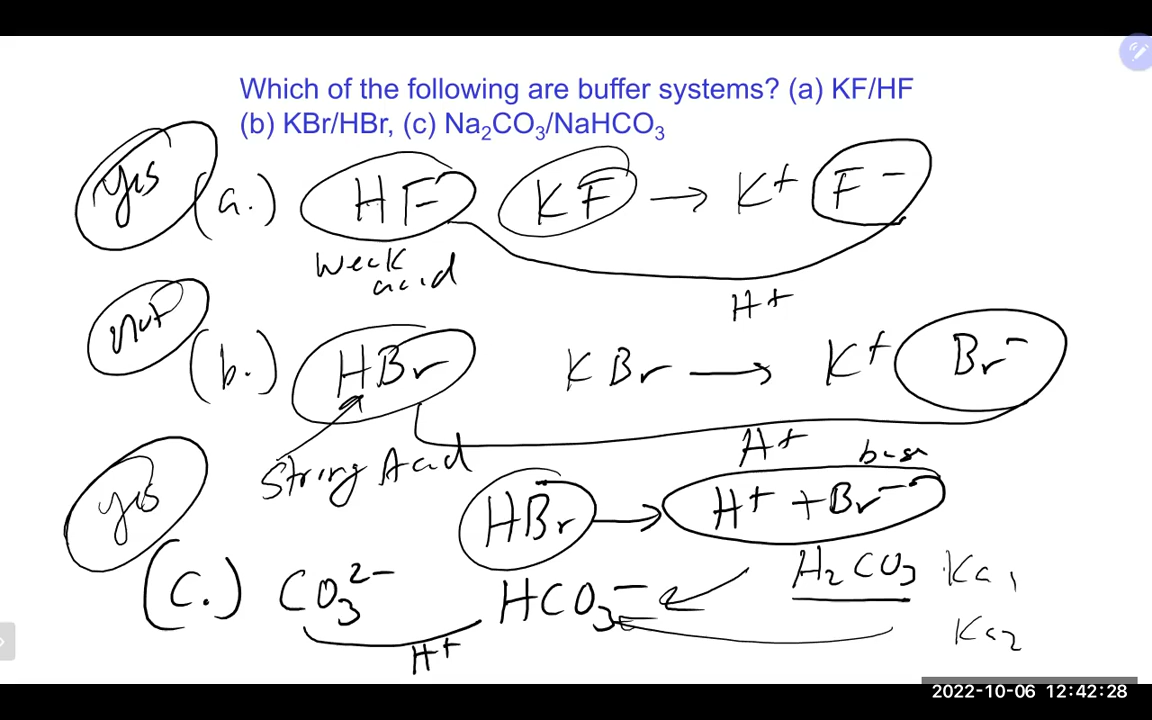 Which of the following are buffer systems? (a) KF/HF
(b) KBr/HBr, (c) Na₂CO₃/NaHCO₃
yes (a.) HF KF → K+ F−
Weak
acid
H+
not (b.) HBr KBr → K+ Br−
H+
Strong Acid
base
yes HBr → H+ + Br−
(c.) CO₃²− HCO₃− H₂CO₃ Ka₁
H+
Ka₂
2022-10-06 12:42:28